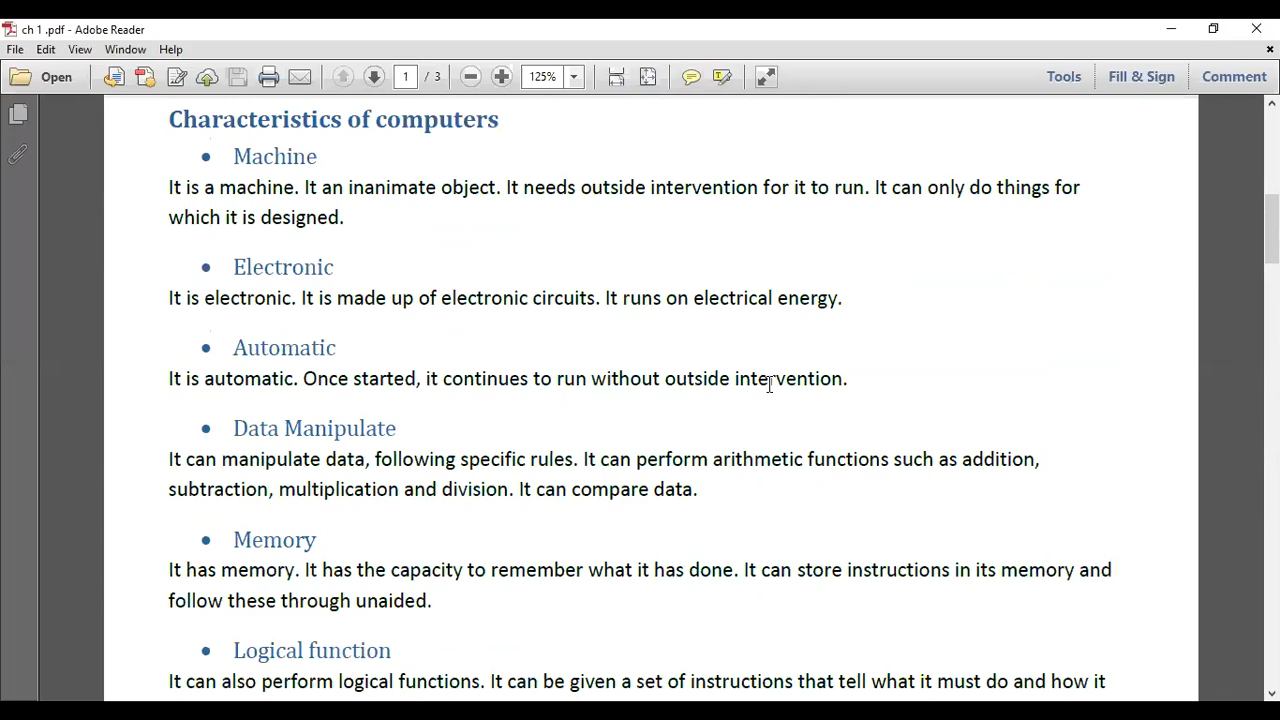 ch 1 .pdf - Adobe Reader
File Edit View Window Help
Open 1 / 3 125% Tools Fill & Sign Comment
Characteristics of computers
• Machine
It is a machine. It an inanimate object. It needs outside intervention for it to run. It can only do things for
which it is designed.
• Electronic
It is electronic. It is made up of electronic circuits. It runs on electrical energy.
• Automatic
It is automatic. Once started, it continues to run without outside intervention.
• Data Manipulate
It can manipulate data, following specific rules. It can perform arithmetic functions such as addition,
subtraction, multiplication and division. It can compare data.
• Memory
It has memory. It has the capacity to remember what it has done. It can store instructions in its memory and
follow these through unaided.
• Logical function
It can also perform logical functions. It can be given a set of instructions that tell what it must do and how it